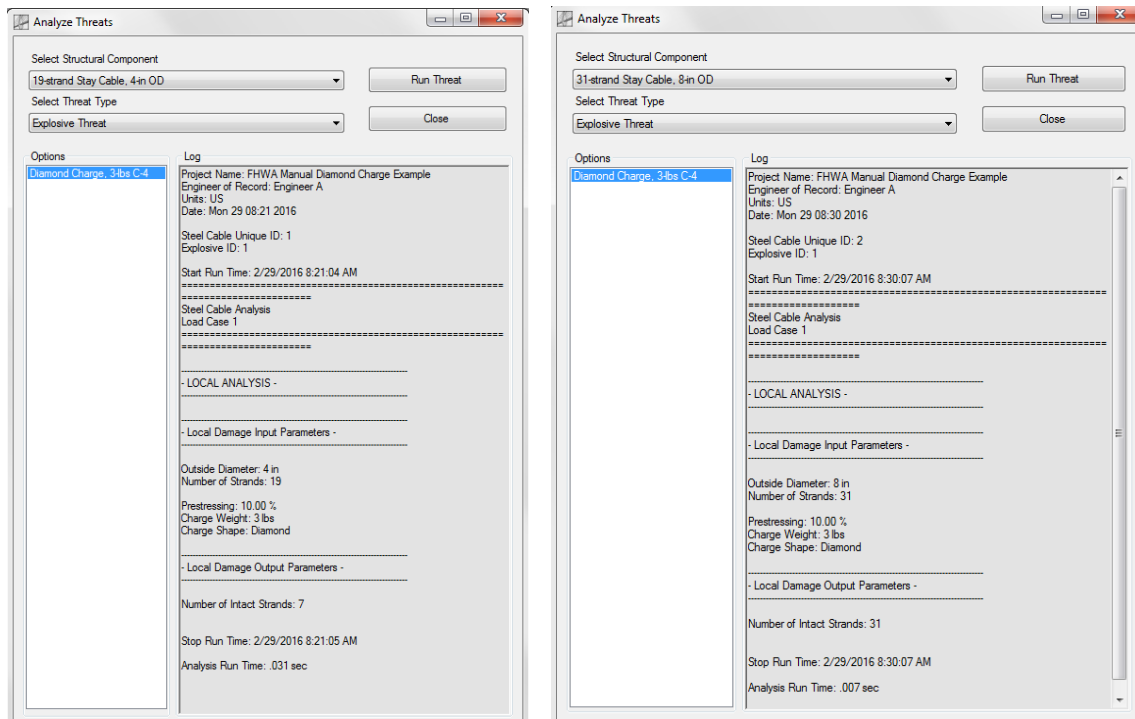 Analyze Threats
Select Structural Component
19-strand Stay Cable, 4-in OD
Run Threat
Select Threat Type
Explosive Threat
Close
Options
Diamond Charge, 3-lbs C-4
Log
Project Name: FHWA Manual Diamond Charge Example
Engineer of Record: Engineer A
Units: US
Date: Mon 29 08:21 2016
Steel Cable Unique ID: 1
Explosive ID: 1
Start Run Time: 2/29/2016 8:21:04 AM
==========================================================
=======================
Steel Cable Analysis
Load Case 1
==========================================================
=======================
------------------------------------------------------------
- LOCAL ANALYSIS -
------------------------------------------------------------
------------------------------------------------------------
- Local Damage Input Parameters -
------------------------------------------------------------
Outside Diameter: 4 in
Number of Strands: 19
Prestressing: 10.00 %
Charge Weight: 3 lbs
Charge Shape: Diamond
------------------------------------------------------------
- Local Damage Output Parameters -
------------------------------------------------------------
Number of Intact Strands: 7
Stop Run Time: 2/29/2016 8:21:05 AM
Analysis Run Time: .031 sec
Analyze Threats
Select Structural Component
31-strand Stay Cable, 8-in OD
Run Threat
Select Threat Type
Explosive Threat
Close
Options
Diamond Charge, 3-lbs C-4
Log
Project Name: FHWA Manual Diamond Charge Example
Engineer of Record: Engineer A
Units: US
Date: Mon 29 08:30 2016
Steel Cable Unique ID: 2
Explosive ID: 1
Start Run Time: 2/29/2016 8:30:07 AM
==============================================================
===================
Steel Cable Analysis
Load Case 1
==============================================================
===================
------------------------------------------------------------
- LOCAL ANALYSIS -
------------------------------------------------------------
------------------------------------------------------------
- Local Damage Input Parameters -
------------------------------------------------------------
Outside Diameter: 8 in
Number of Strands: 31
Prestressing: 10.00 %
Charge Weight: 3 lbs
Charge Shape: Diamond
------------------------------------------------------------
- Local Damage Output Parameters -
------------------------------------------------------------
Number of Intact Strands: 31
Stop Run Time: 2/29/2016 8:30:07 AM
Analysis Run Time: .007 sec